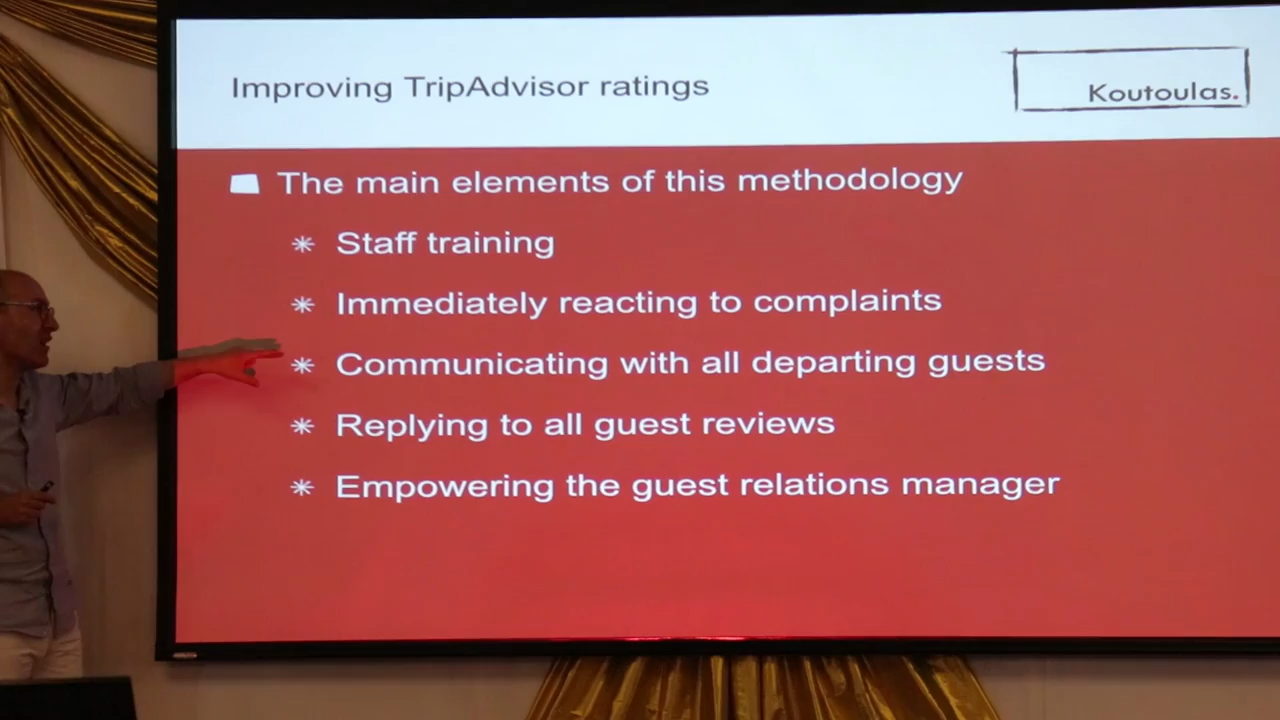 Improving TripAdvisor ratings
Koutoulas.
The main elements of this methodology
Staff training
Immediately reacting to complaints
Communicating with all departing guests
Replying to all guest reviews
Empowering the guest relations manager